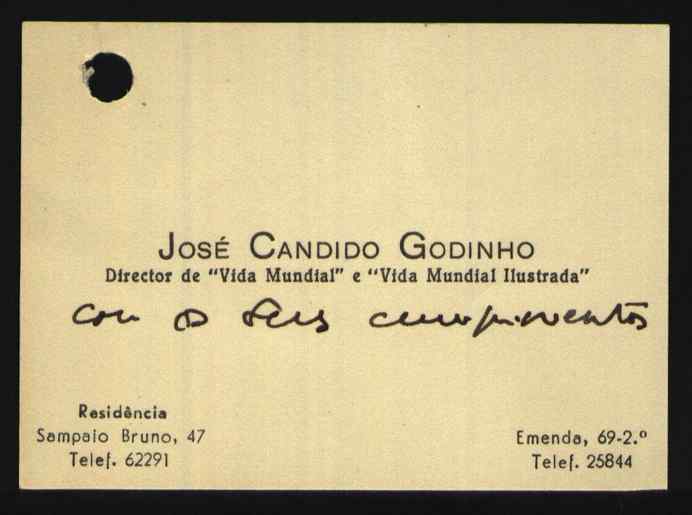 JOSÉ CANDIDO GODINHO
Director de "Vida Mundial" e "Vida Mundial Ilustrada"
com os seus cumprimentos
Residência
Sampaio Bruno, 47
Telef. 62291
Emenda, 69-2.º
Telef. 25844